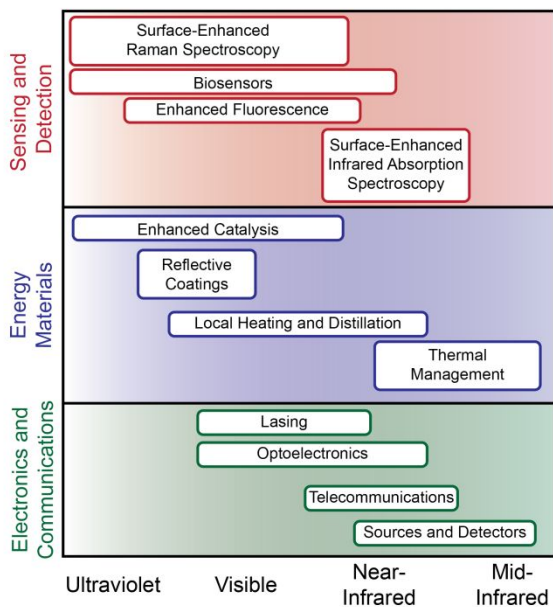 Sensing and
Detection
Surface-Enhanced
Raman Spectroscopy
Biosensors
Enhanced Fluorescence
Surface-Enhanced
Infrared Absorption
Spectroscopy
Energy
Materials
Enhanced Catalysis
Reflective
Coatings
Local Heating and Distillation
Thermal
Management
Electronics and
Communications
Lasing
Optoelectronics
Telecommunications
Sources and Detectors
Ultraviolet
Visible
Near-
Infrared
Mid-
Infrared